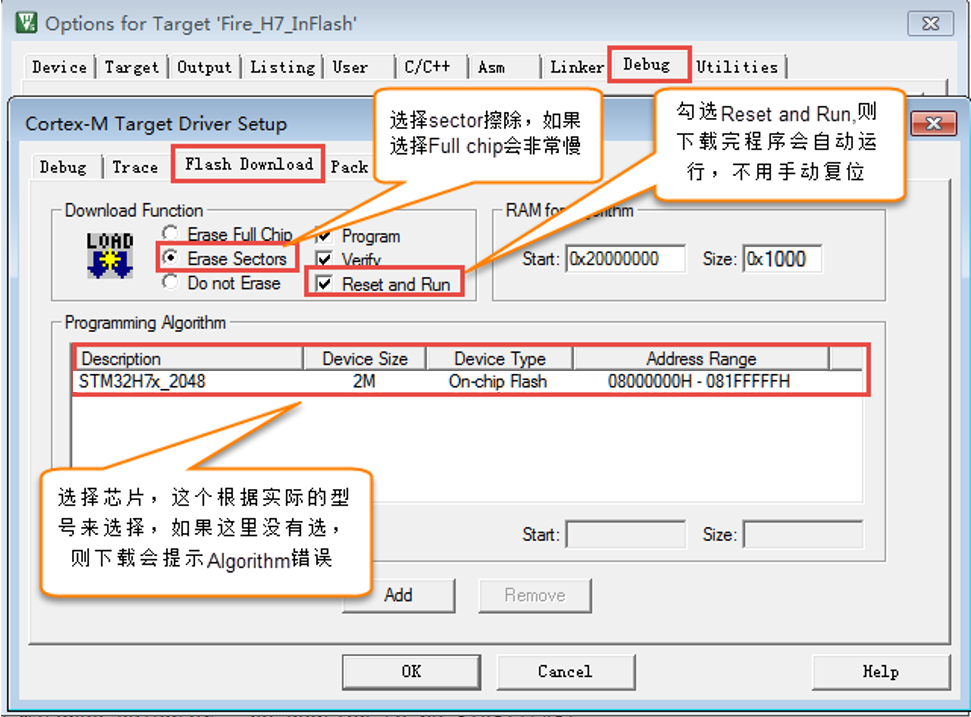 Options for Target 'Fire_H7_InFlash'
Device Target Output Listing User C/C++ Asm Linker Debug Utilities
Cortex-M Target Driver Setup
选择sector擦除，如果
选择Full chip会非常慢
勾选Reset and Run,则
下载完程序会自动运
行，不用手动复位
Debug Trace Flash Download Pack
Download Function
LOAD
Erase Full Chip
Erase Sectors
Do not Erase
Program
Verify
Reset and Run
RAM for Algorithm
Start: 0x20000000 Size: 0x1000
Programming Algorithm
Description Device Size Device Type Address Range
STM32H7x_2048 2M On-chip Flash 08000000H - 081FFFFFH
选择芯片，这个根据实际的型
号来选择，如果这里没有选，
则下载会提示Algorithm错误
Start: Size:
Add Remove
OK Cancel Help